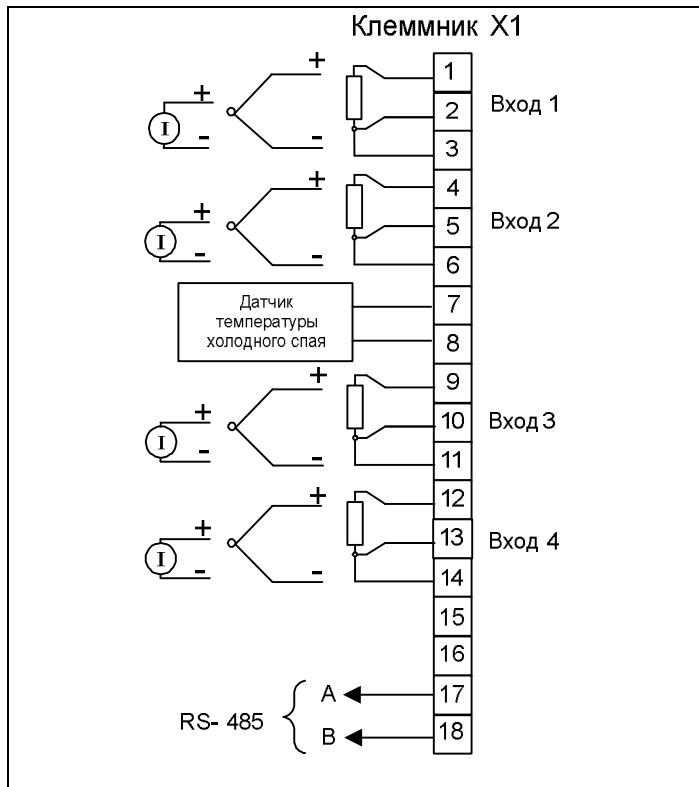 Клеммник X1
+
1
+
2
Вход 1
I
-
-
3
+
4
+
5
Вход 2
I
-
-
6
Датчик
температуры
холодного спая
7
8
+
9
+
10
Вход 3
I
-
-
11
+
12
+
13
Вход 4
I
-
-
14
15
16
RS- 485
A
17
B
18